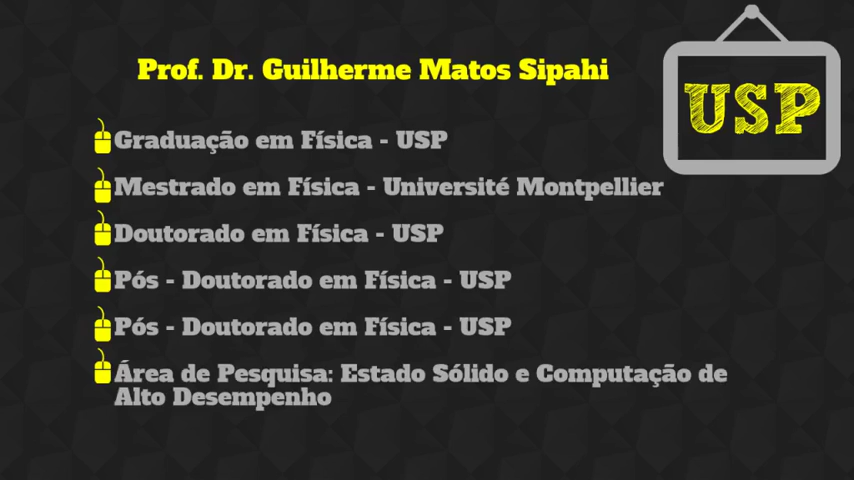 Prof. Dr. Guilherme Matos Sipahi
USP
Graduação em Física - USP
Mestrado em Física - Université Montpellier
Doutorado em Física - USP
Pós - Doutorado em Física - USP
Pós - Doutorado em Física - USP
Área de Pesquisa: Estado Sólido e Computação de
Alto Desempenho